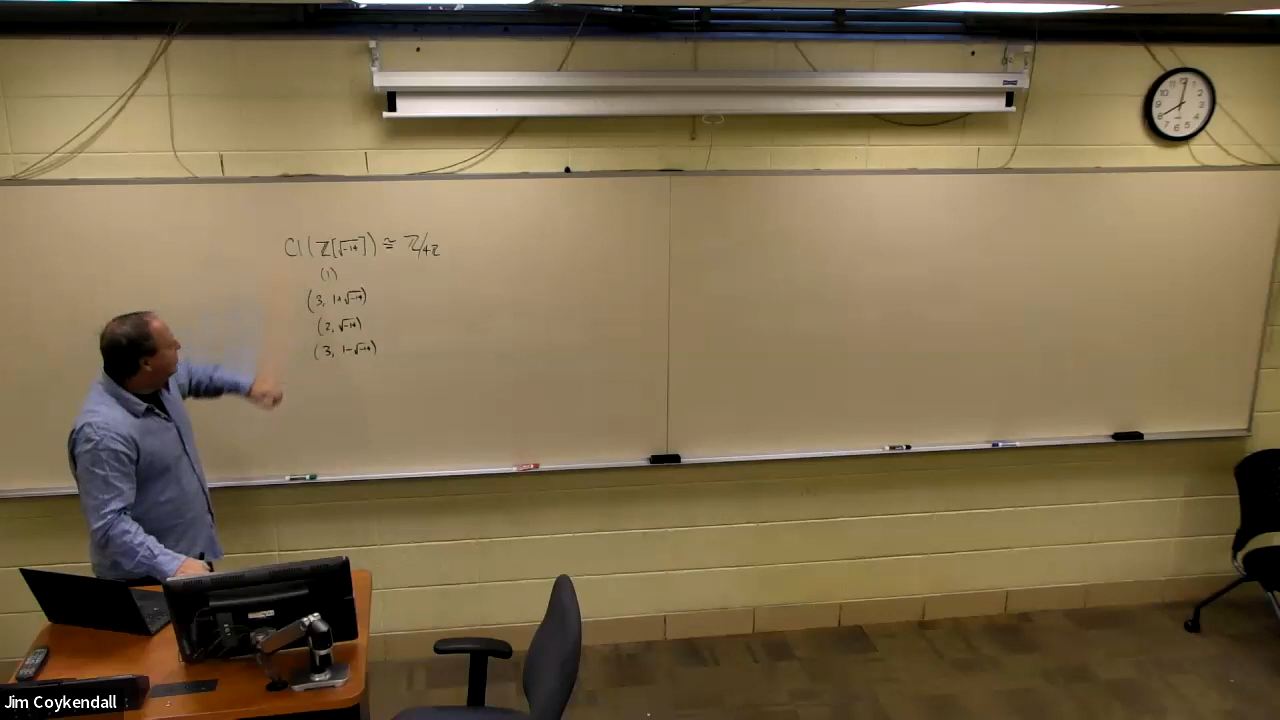 Cl(ℤ[√-14]) ≅ ℤ/4ℤ
(1)
(3, 1+√-14)
(2, √-14)
(3, 1-√-14)
Jim Coykendall